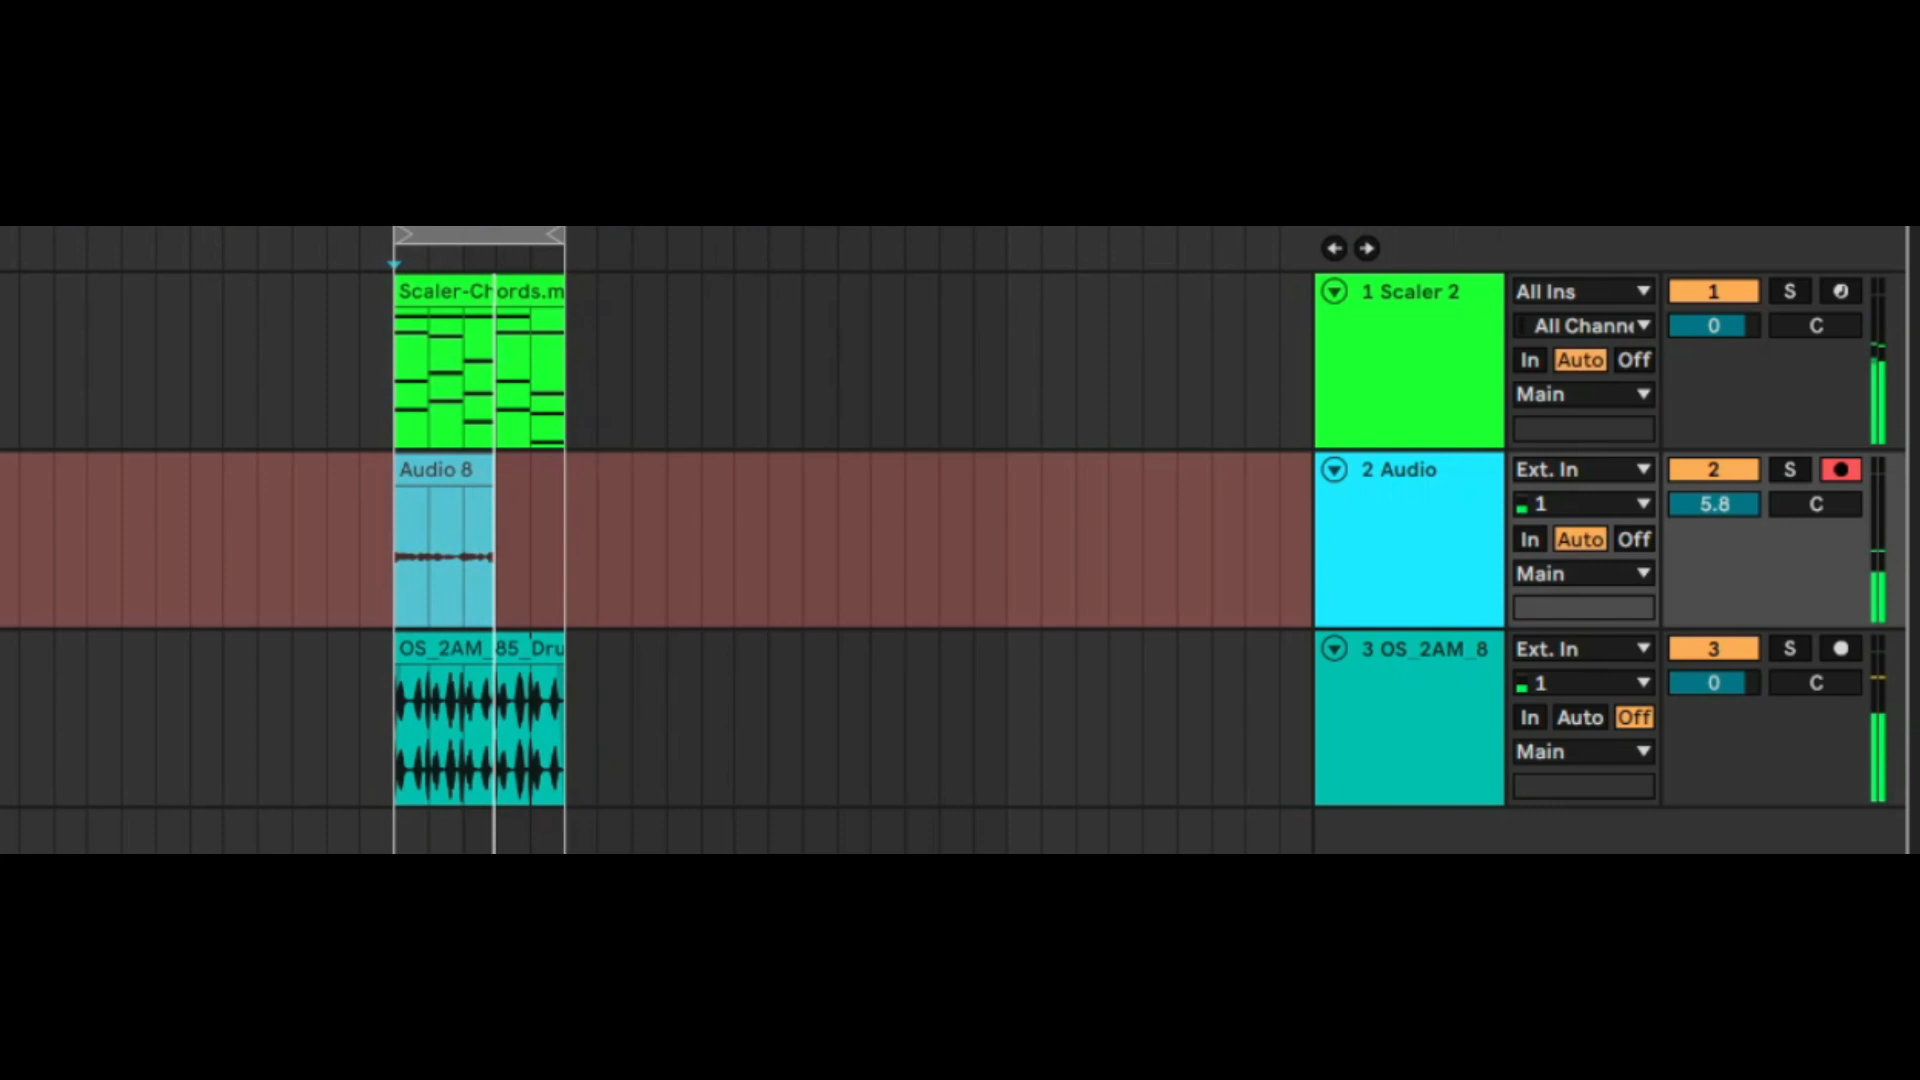 Scaler-Chords.m
1 Scaler 2
All Ins
1
S
All Channe
0
C
In
Auto
Off
Main
Audio 8
2 Audio
Ext. In
2
S
1
5.8
C
In
Auto
Off
Main
OS_2AM_85_Dru
3 OS_2AM_8
Ext. In
3
S
1
0
C
In
Auto
Off
Main